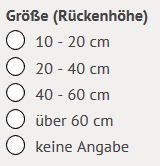 Größe (Rückenhöhe)
10 - 20 cm
20 - 40 cm
40 - 60 cm
über 60 cm
keine Angabe